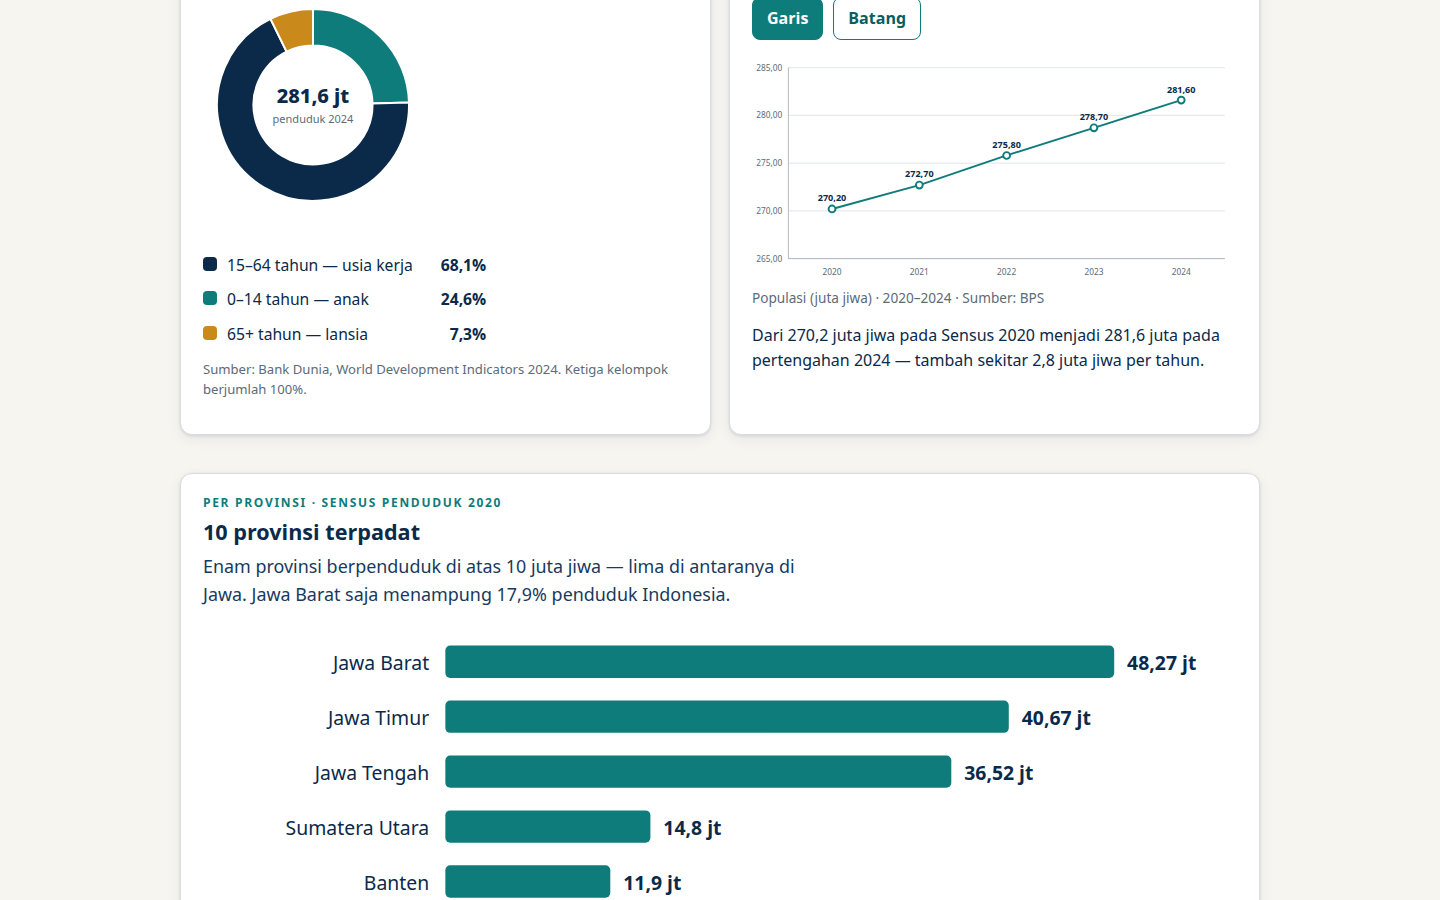 281,6 jt
penduduk 2024
15–64 tahun — usia kerja 68,1%
0–14 tahun — anak 24,6%
65+ tahun — lansia 7,3%
Sumber: Bank Dunia, World Development Indicators 2024. Ketiga kelompok
berjumlah 100%.
Garis Batang
285,00
280,00
275,00
270,00
265,00
270,20
272,70
275,80
278,70
281,60
2020 2021 2022 2023 2024
Populasi (juta jiwa) · 2020–2024 · Sumber: BPS
Dari 270,2 juta jiwa pada Sensus 2020 menjadi 281,6 juta pada
pertengahan 2024 — tambah sekitar 2,8 juta jiwa per tahun.
PER PROVINSI · SENSUS PENDUDUK 2020
10 provinsi terpadat
Enam provinsi berpenduduk di atas 10 juta jiwa — lima di antaranya di
Jawa. Jawa Barat saja menampung 17,9% penduduk Indonesia.
Jawa Barat 48,27 jt
Jawa Timur 40,67 jt
Jawa Tengah 36,52 jt
Sumatera Utara 14,8 jt
Banten 11,9 jt